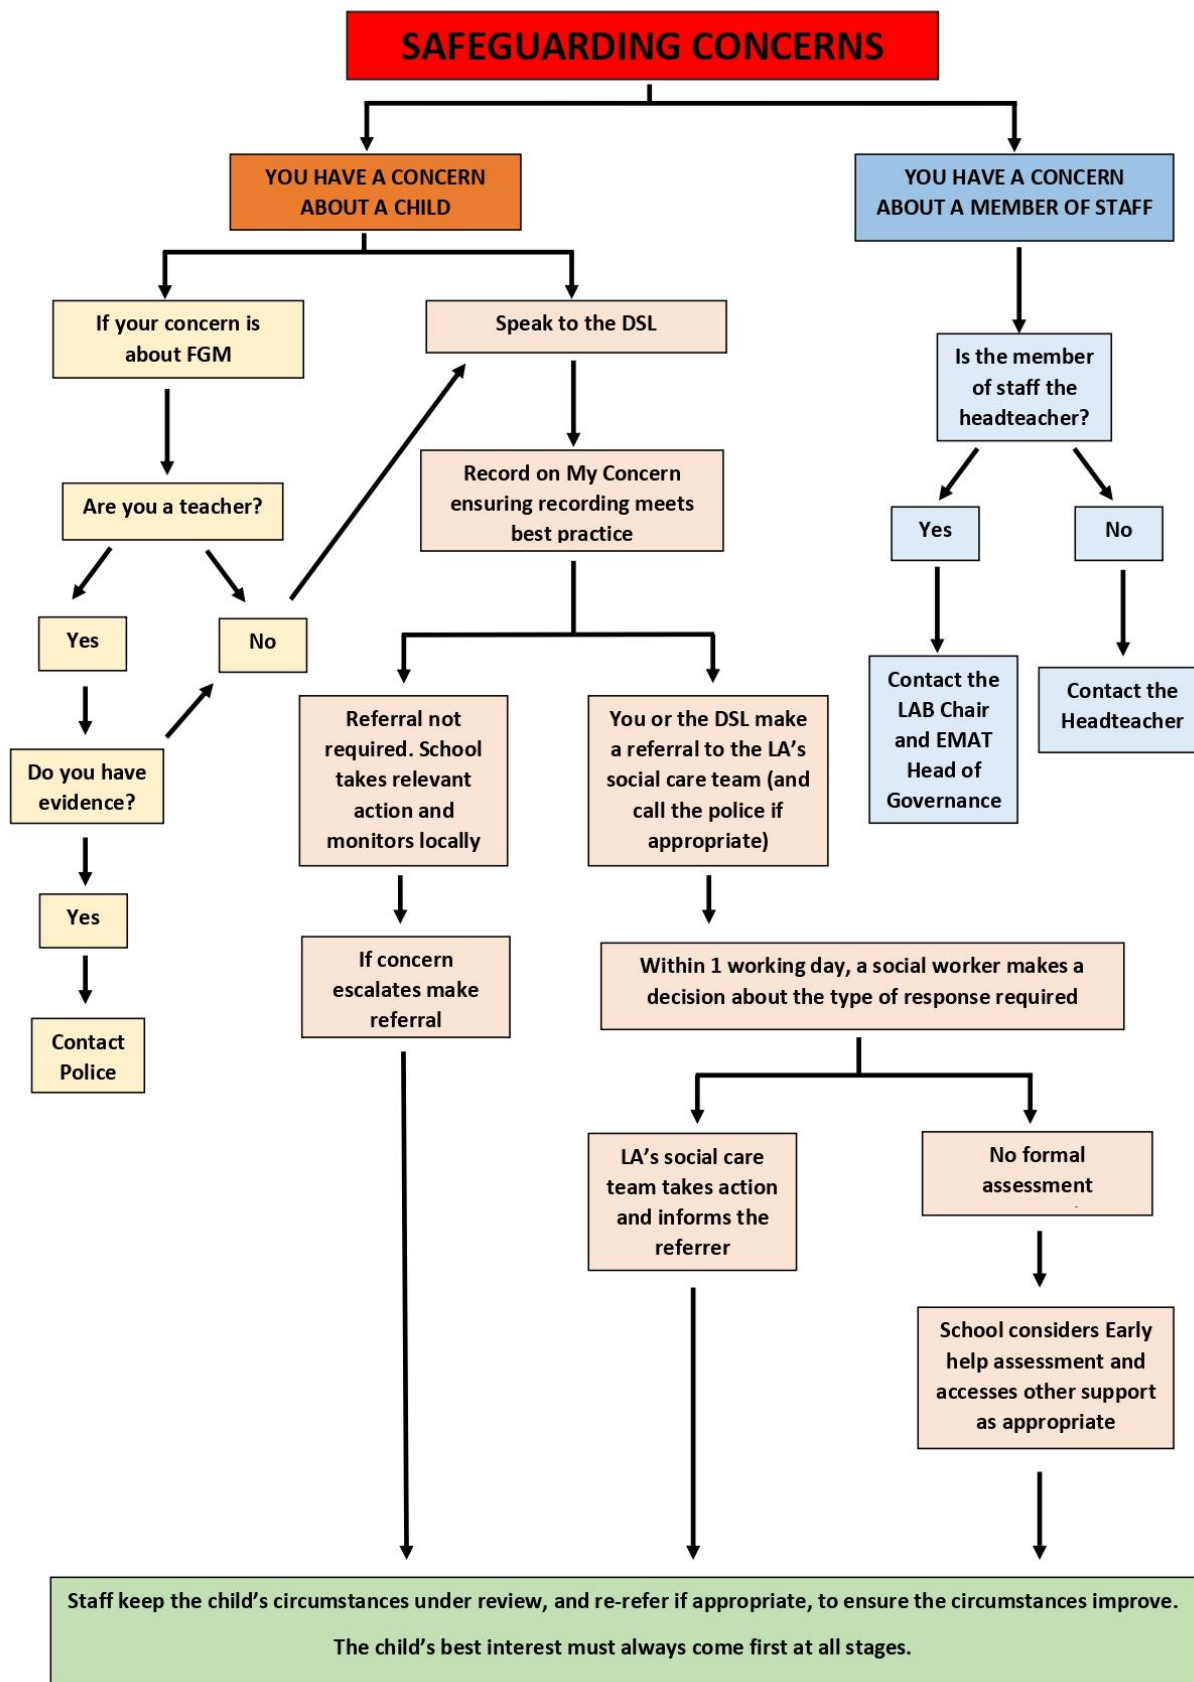 SAFEGUARDING CONCERNS
YOU HAVE A CONCERN
ABOUT A CHILD
YOU HAVE A CONCERN
ABOUT A MEMBER OF STAFF
If your concern is
about FGM
Speak to the DSL
Is the member
of staff the
headteacher?
Are you a teacher?
Record on My Concern
ensuring recording meets
best practice
Yes
No
Yes
No
Referral not
required. School
takes relevant
action and
monitors locally
You or the DSL make
a referral to the LA's
social care team (and
call the police if
appropriate)
Contact the
LAB Chair
and EMAT
Head of
Governance
Contact the
Headteacher
Do you have
evidence?
Yes
If concern
escalates make
referral
Within 1 working day, a social worker makes a
decision about the type of response required
Contact
Police
LA's social care
team takes action
and informs the
referrer
No formal
assessment
School considers Early
help assessment and
accesses other support
as appropriate
Staff keep the child's circumstances under review, and re-refer if appropriate, to ensure the circumstances improve.
The child's best interest must always come first at all stages.